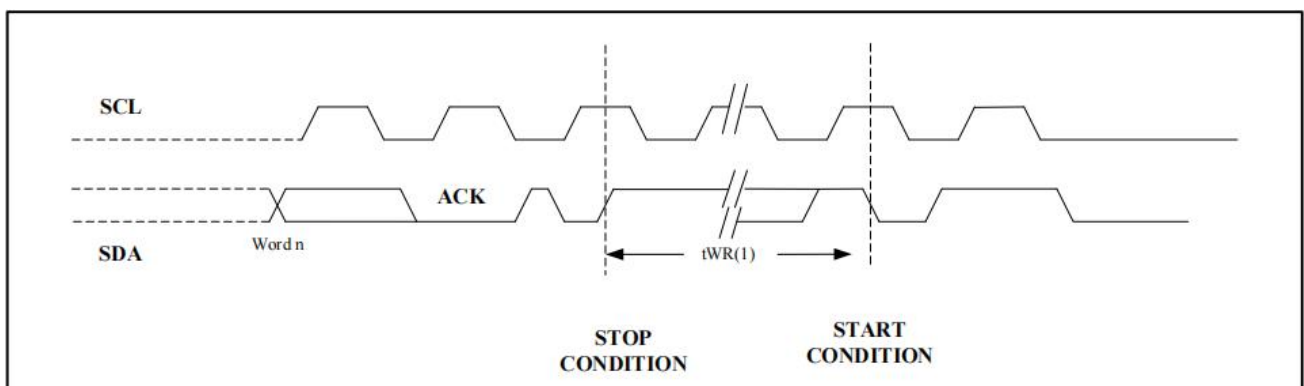 SCL
ACK
Word n
SDA
tWR(1)
STOP
CONDITION
START
CONDITION